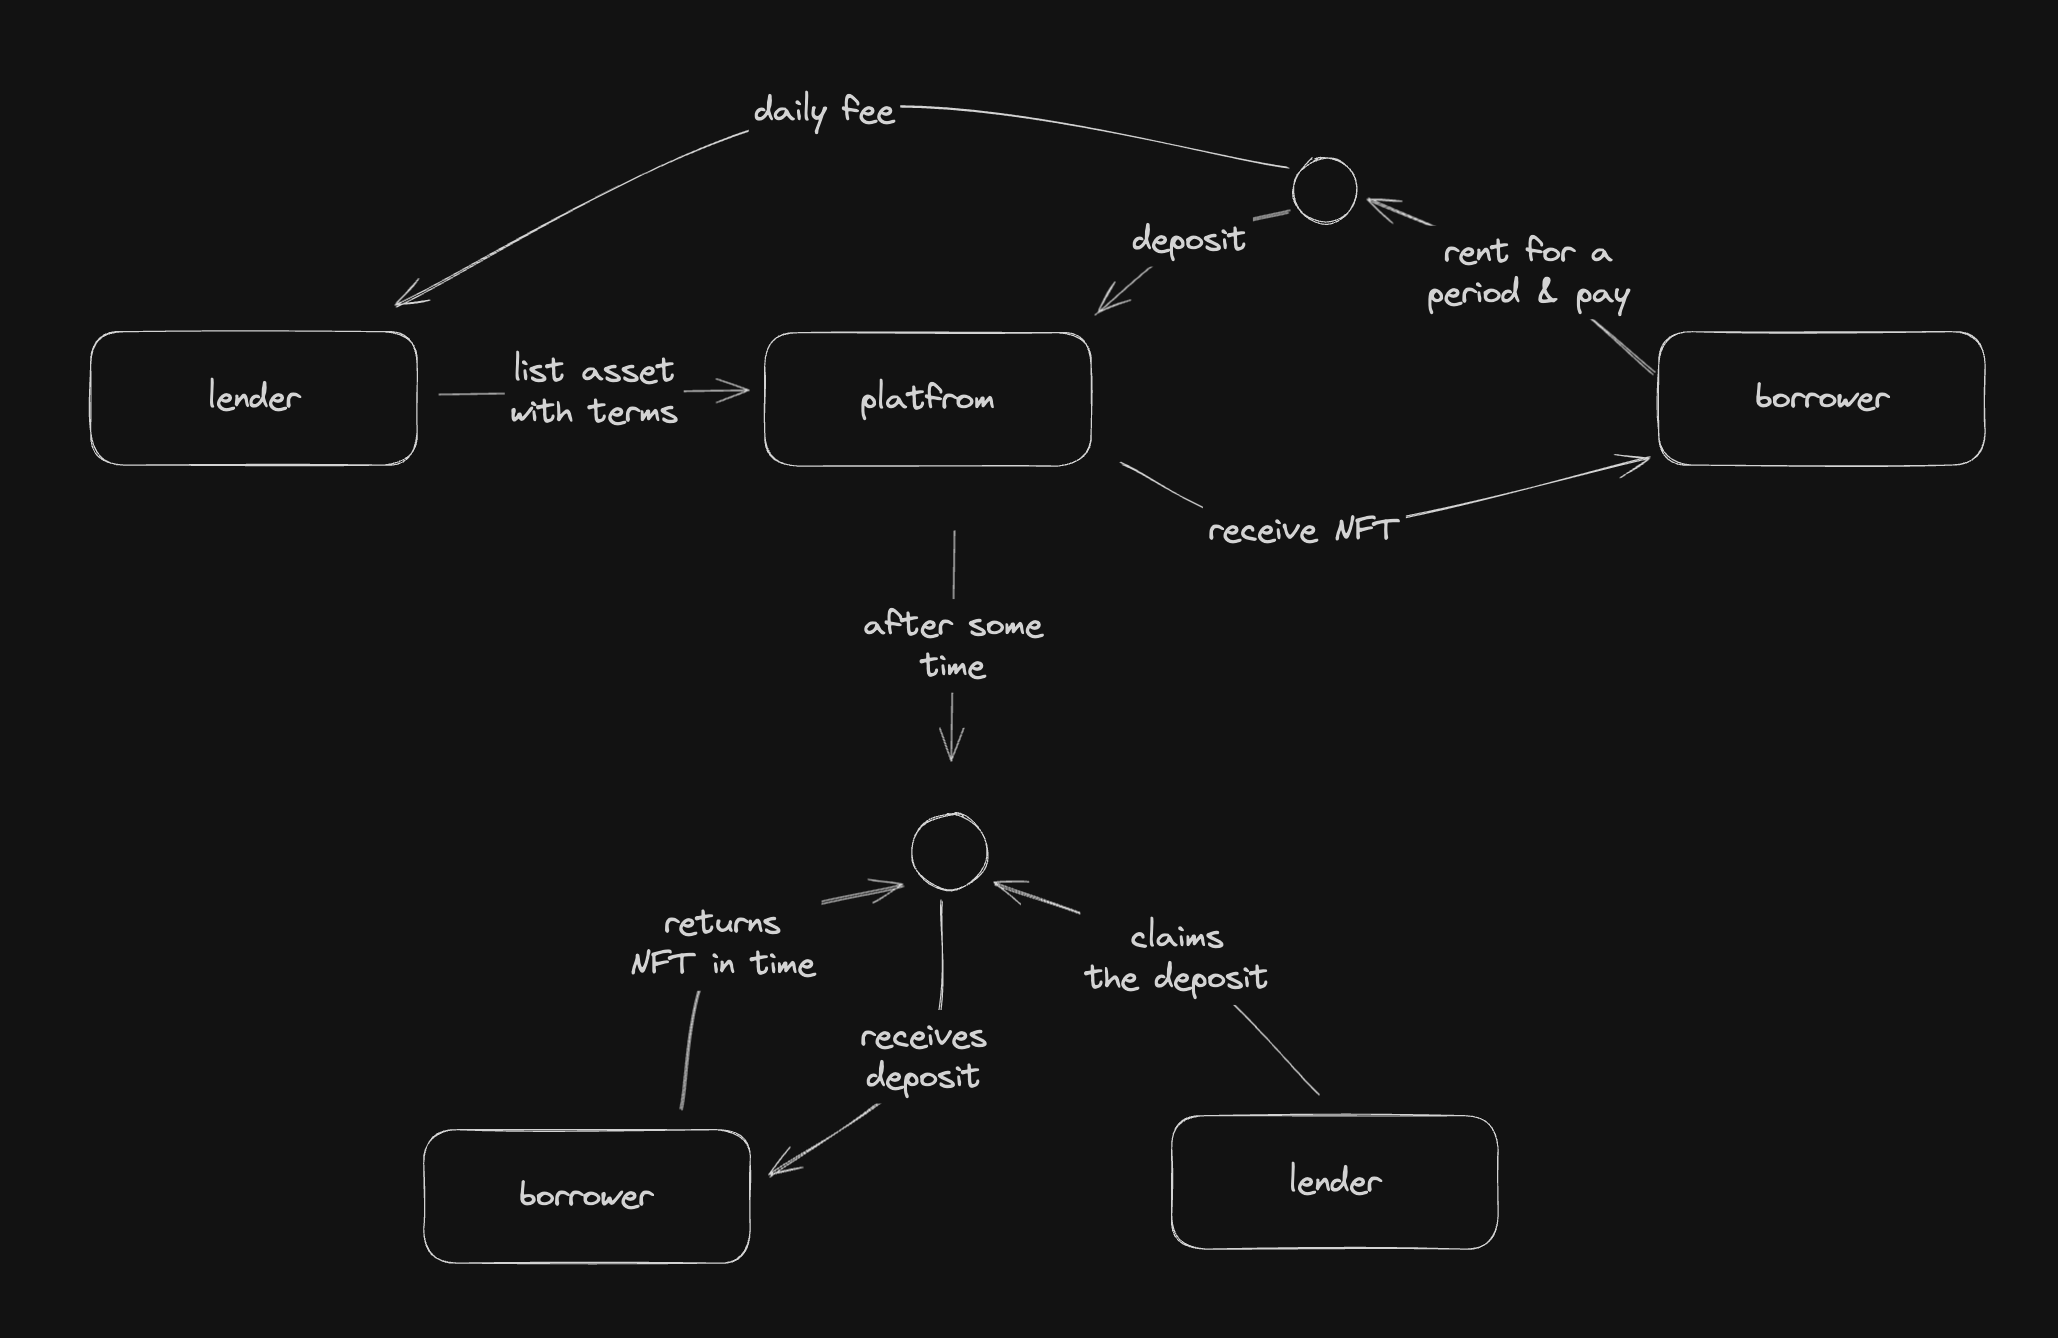 daily fee
deposit
rent for a
period & pay
lender
list asset
with terms
platfrom
borrower
receive NFT
after some
time
returns
NFT in time
claims
the deposit
receives
deposit
borrower
lender